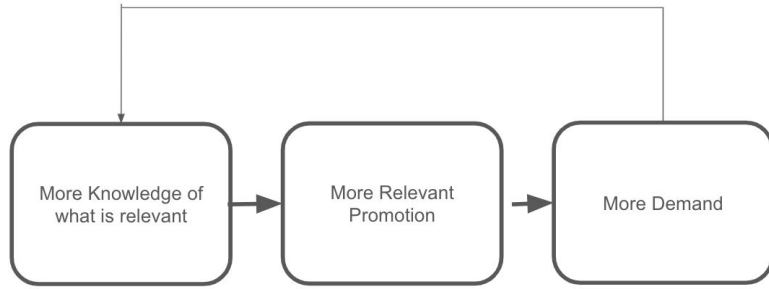 More Knowledge of
what is relevant
More Relevant
Promotion
More Demand